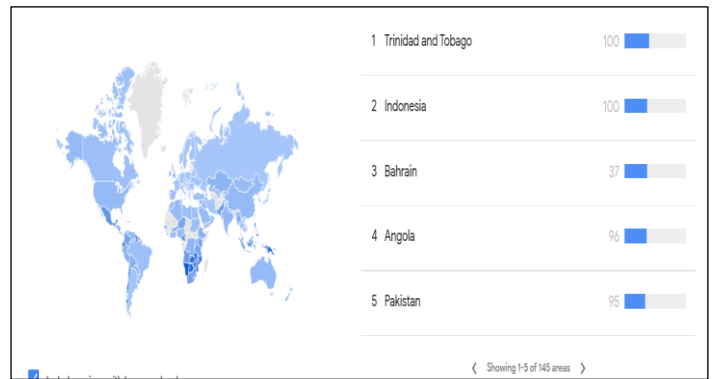 1 Trinidad and Tobago 100
2 Indonesia 100
3 Bahrain 37
4 Angola 96
5 Pakistan 95
Showing 1-5 of 145 areas